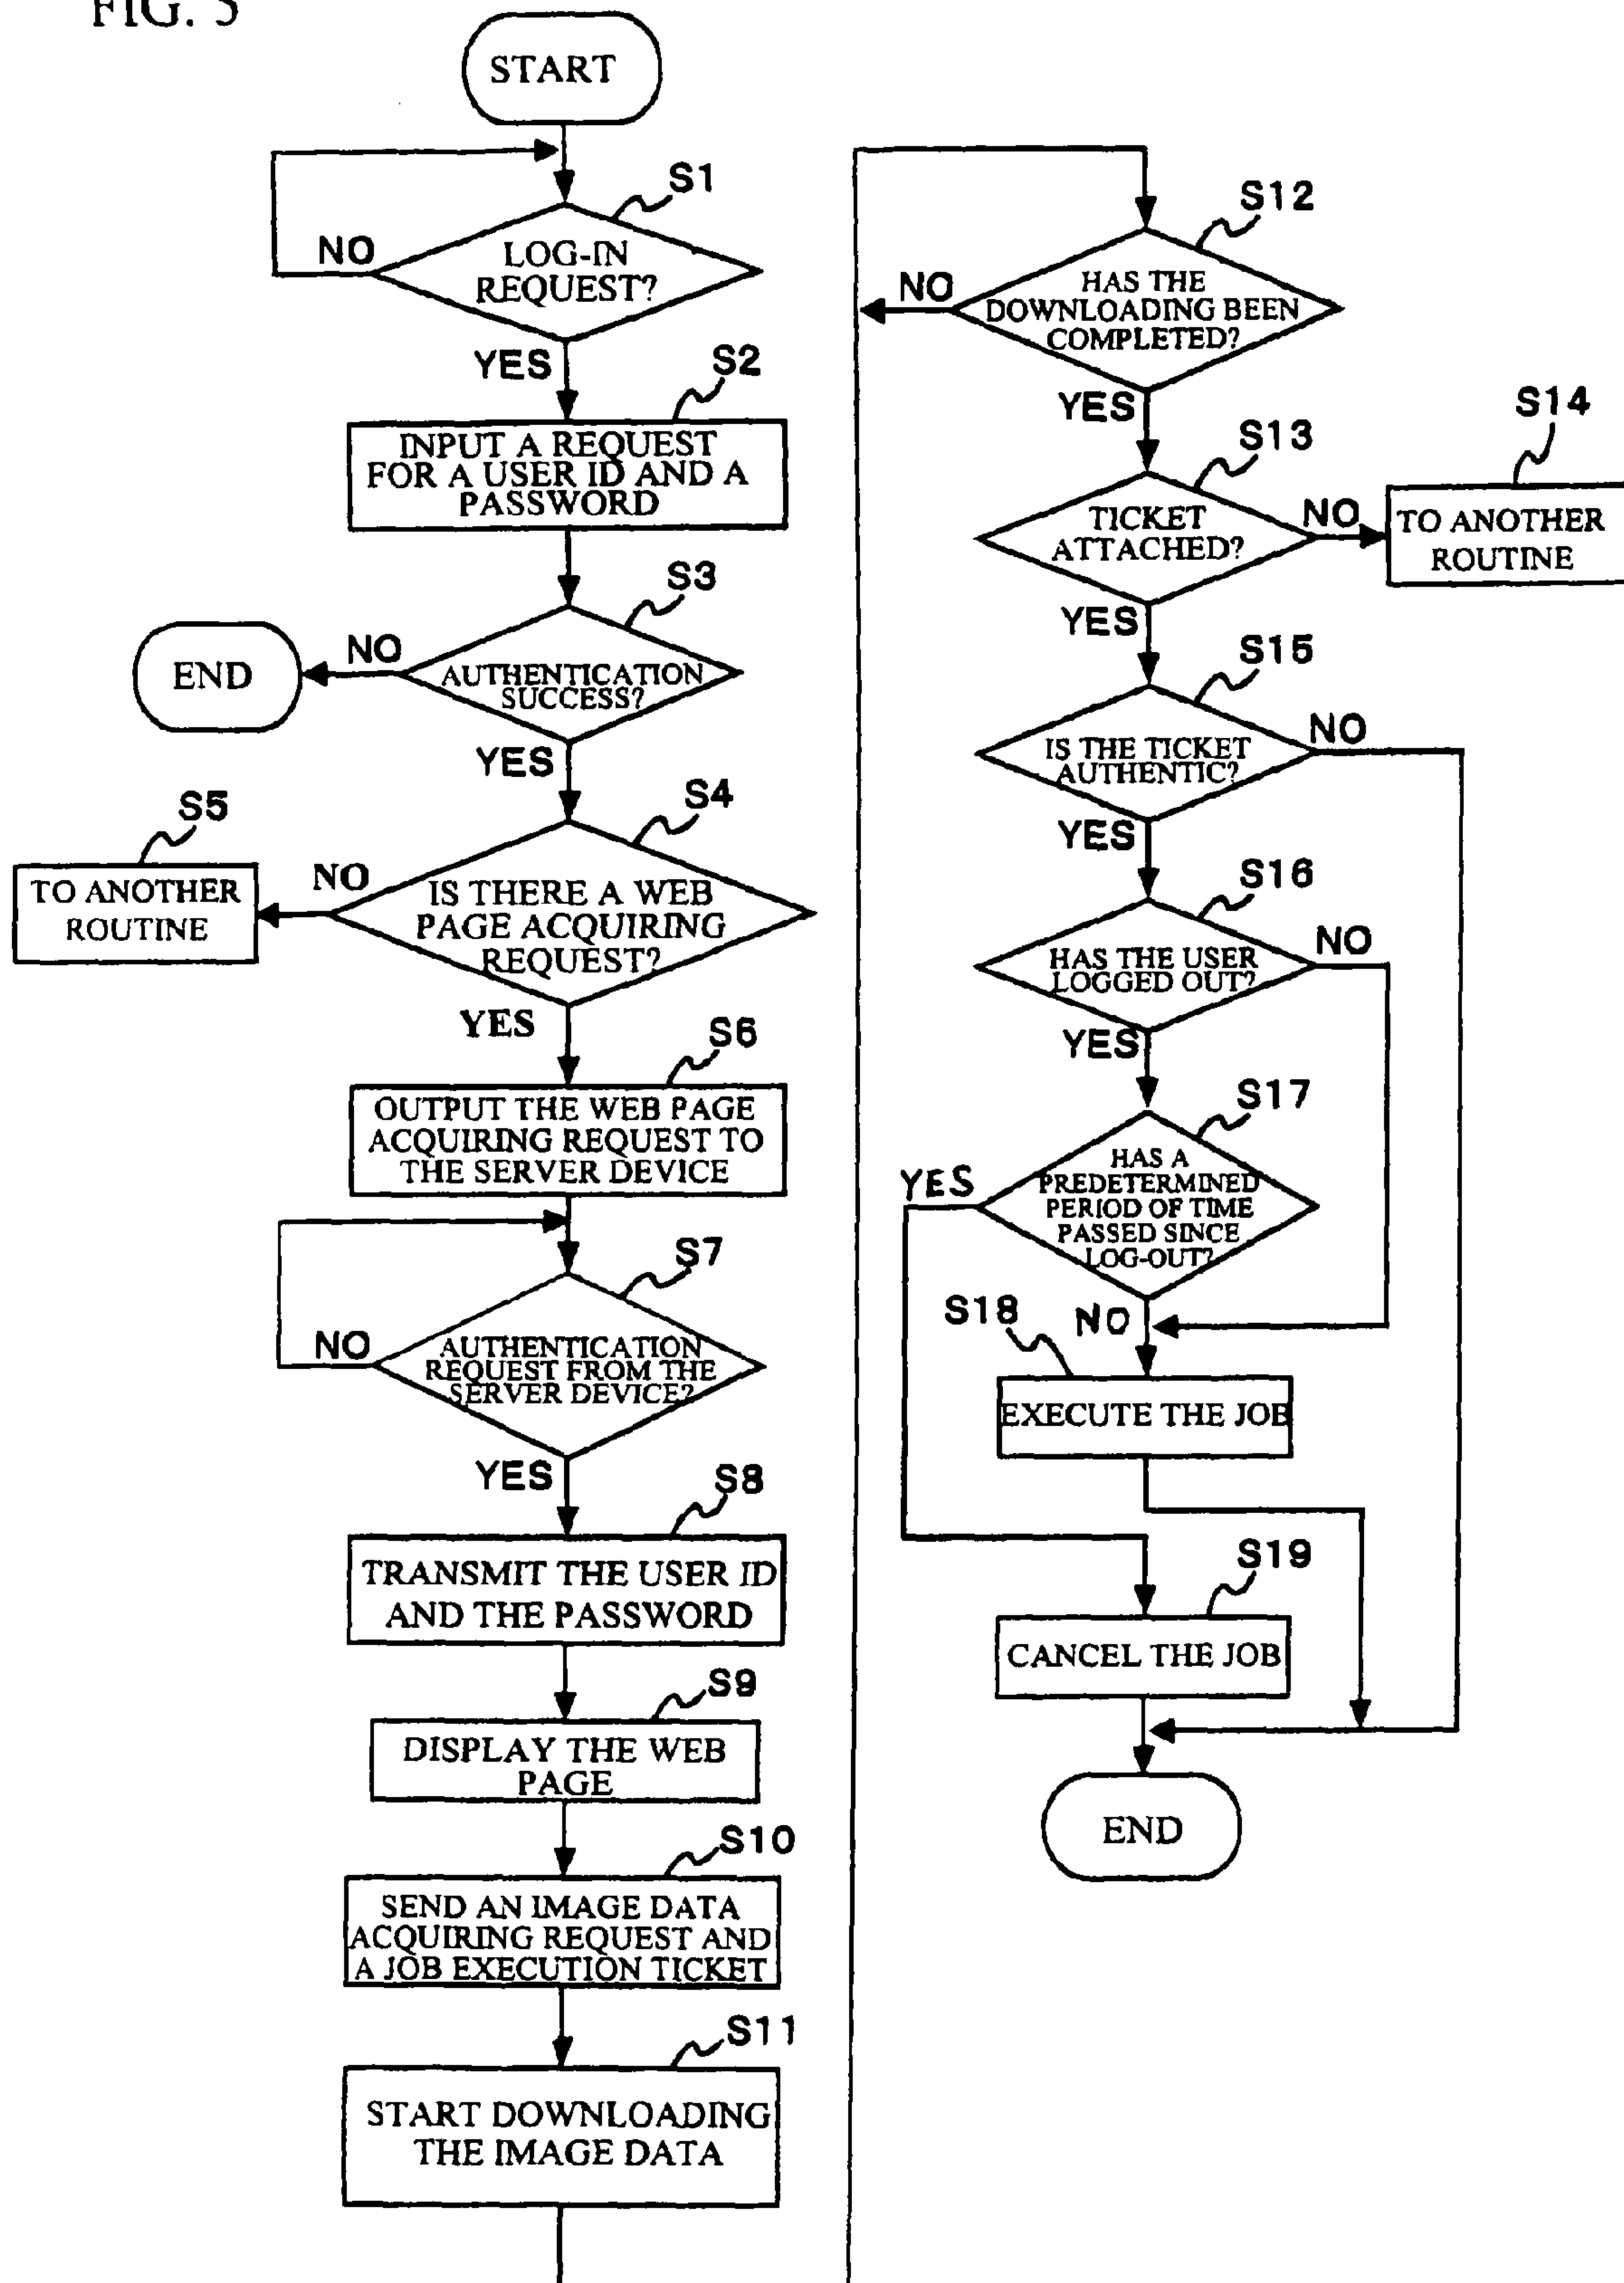 FIG. 5
START
S1
LOG-IN
REQUEST?
NO
YES
S2
INPUT A REQUEST
FOR A USER ID AND A
PASSWORD
S3
AUTHENTICATION
SUCCESS?
NO
END
YES
S4
IS THERE A WEB
PAGE ACQUIRING
REQUEST?
NO
S5
TO ANOTHER
ROUTINE
YES
S6
OUTPUT THE WEB PAGE
ACQUIRING REQUEST TO
THE SERVER DEVICE
S7
AUTHENTICATION
REQUEST FROM THE
SERVER DEVICE?
NO
YES
S8
TRANSMIT THE USER ID
AND THE PASSWORD
S9
DISPLAY THE WEB
PAGE
S10
SEND AN IMAGE DATA
ACQUIRING REQUEST AND
A JOB EXECUTION TICKET
S11
START DOWNLOADING
THE IMAGE DATA
S12
HAS THE
DOWNLOADING BEEN
COMPLETED?
NO
YES
S13
TICKET
ATTACHED?
NO
S14
TO ANOTHER
ROUTINE
YES
S15
IS THE TICKET
AUTHENTIC?
NO
YES
S16
HAS THE USER
LOGGED OUT?
NO
YES
S17
HAS A
PREDETERMINED
PERIOD OF TIME
PASSED SINCE
LOG-OUT?
YES
NO
S18
EXECUTE THE JOB
S19
CANCEL THE JOB
END